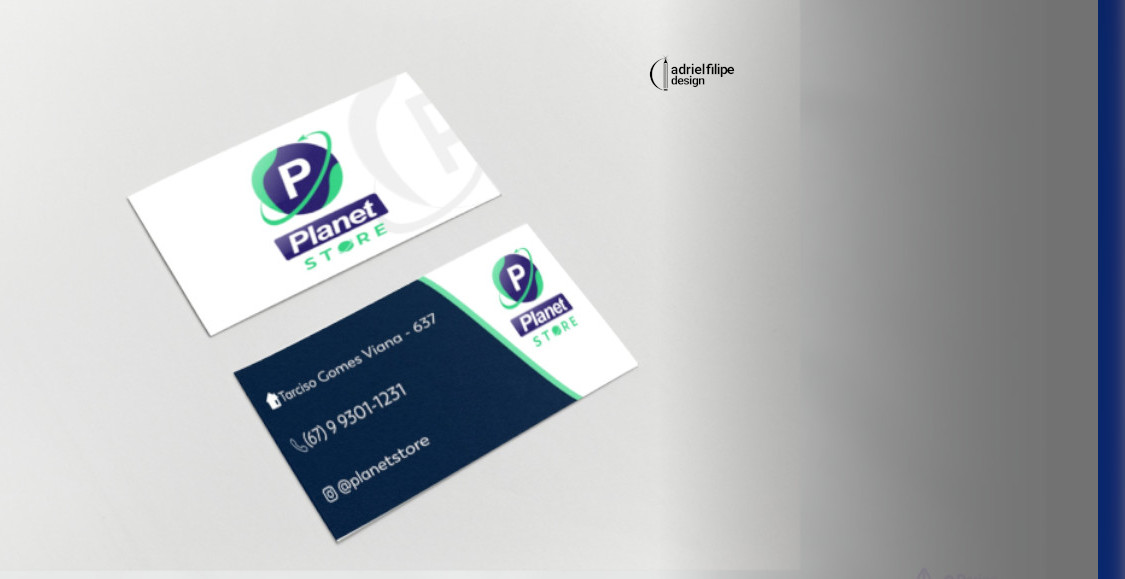 adrielfilipe
design
P
Planet
STORE
P
Planet
STORE
Tarciso Gomes Viana - 637
(67) 9 9301-1231
@planetstore